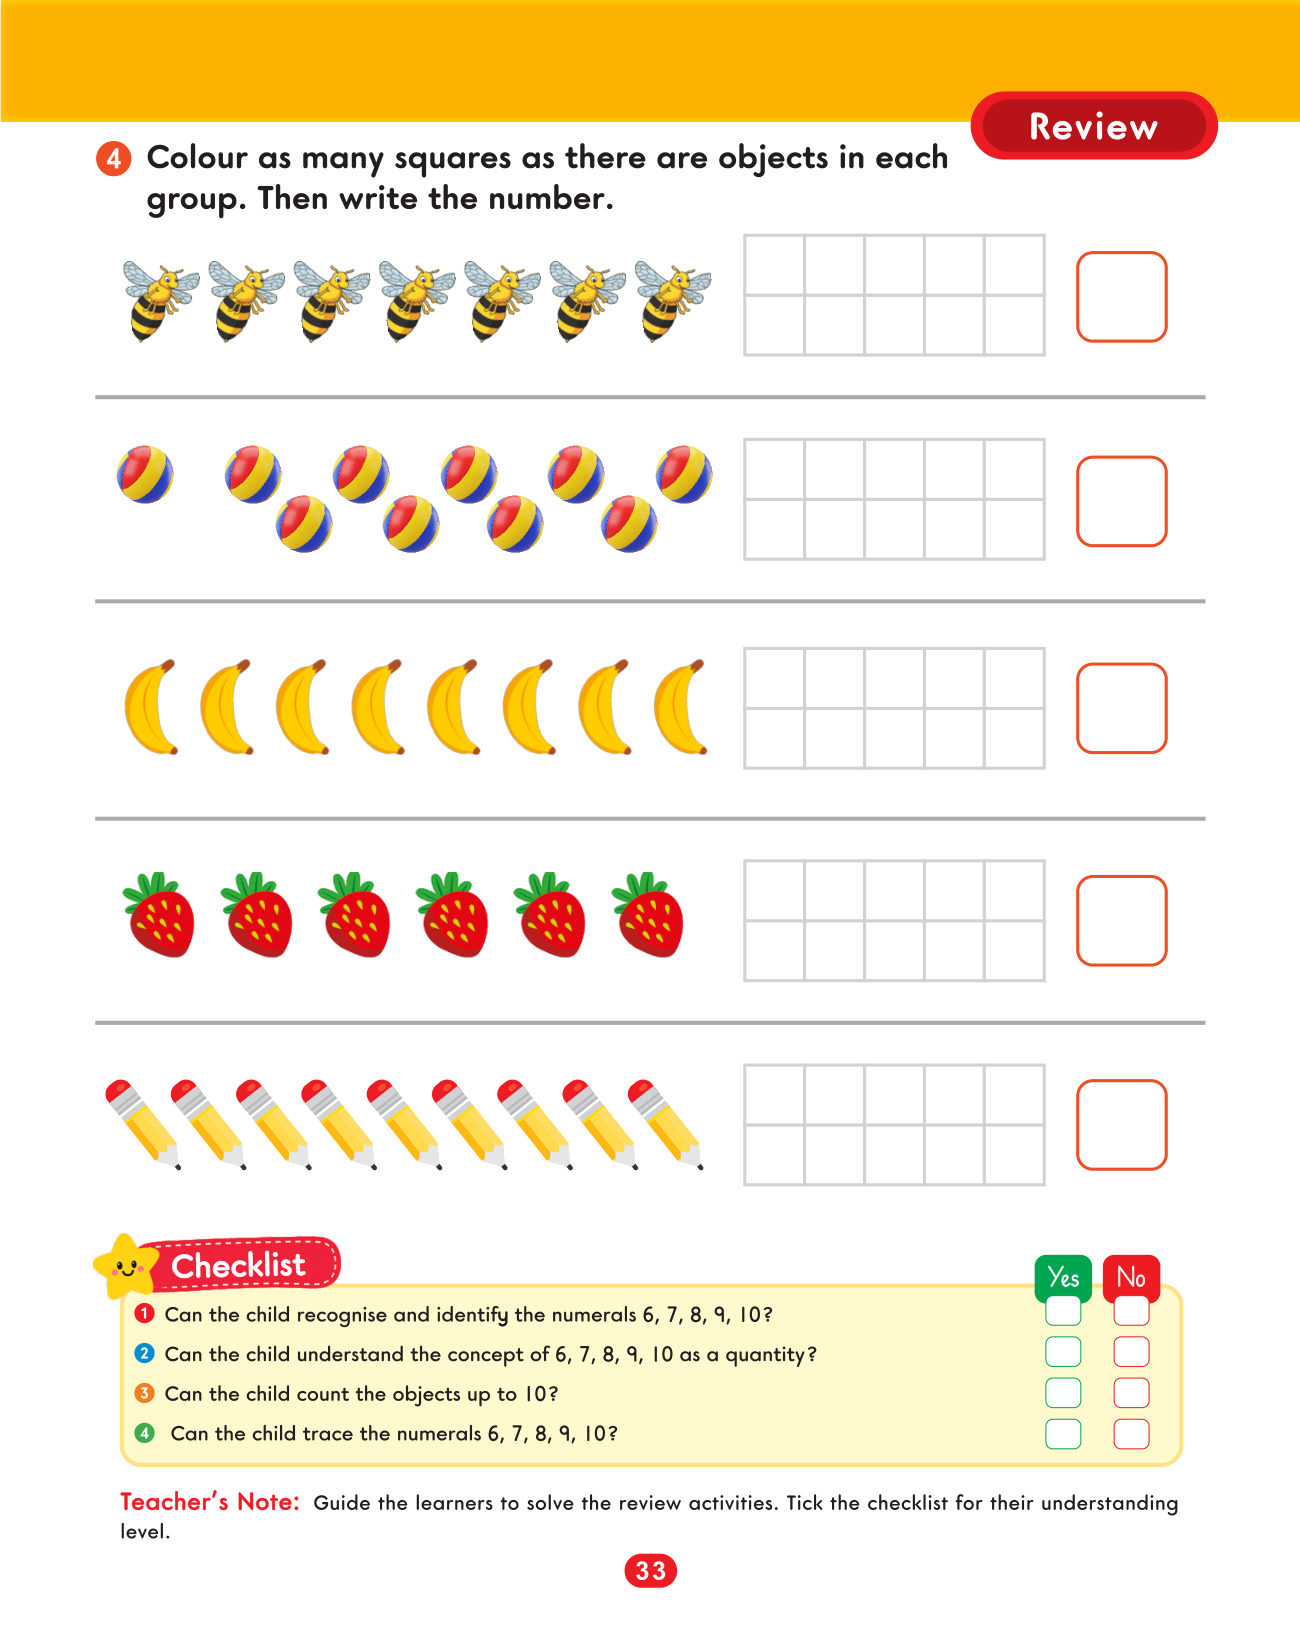 Review
4 Colour as many squares as there are objects in each
group. Then write the number.
Checklist
Yes No
1 Can the child recognise and identify the numerals 6, 7, 8, 9, 10?
2 Can the child understand the concept of 6, 7, 8, 9, 10 as a quantity?
3 Can the child count the objects up to 10?
4 Can the child trace the numerals 6, 7, 8, 9, 10?
Teacher's Note: Guide the learners to solve the review activities. Tick the checklist for their understanding
level.
33